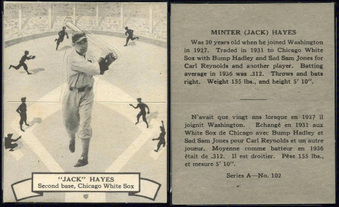 "JACK" HAYES
Second base, Chicago White Sox
MINTER (JACK) HAYES
Was 20 years old when he joined Washington
in 1927. Traded in 1931 to Chicago White
Sox with Bump Hadley and Sad Sam Jones for
Carl Reynolds and another player. Batting
average in 1936 was .312. Throws and bats
right. Weight 155 lbs., and height 5' 10".
N'avait que vingt ans lorsque en 1927 il
joignit Washington. Echangé en 1931 aux
White Sox de Chicago avec Bump Hadley et
Sad Sam Jones pour Carl Reynolds et un autre
joueur. Moyenne comme batteur en 1936
était de .312. Il est droitier. Pèse 155 lbs.,
et mesure 5' 10".
Series A—No. 102